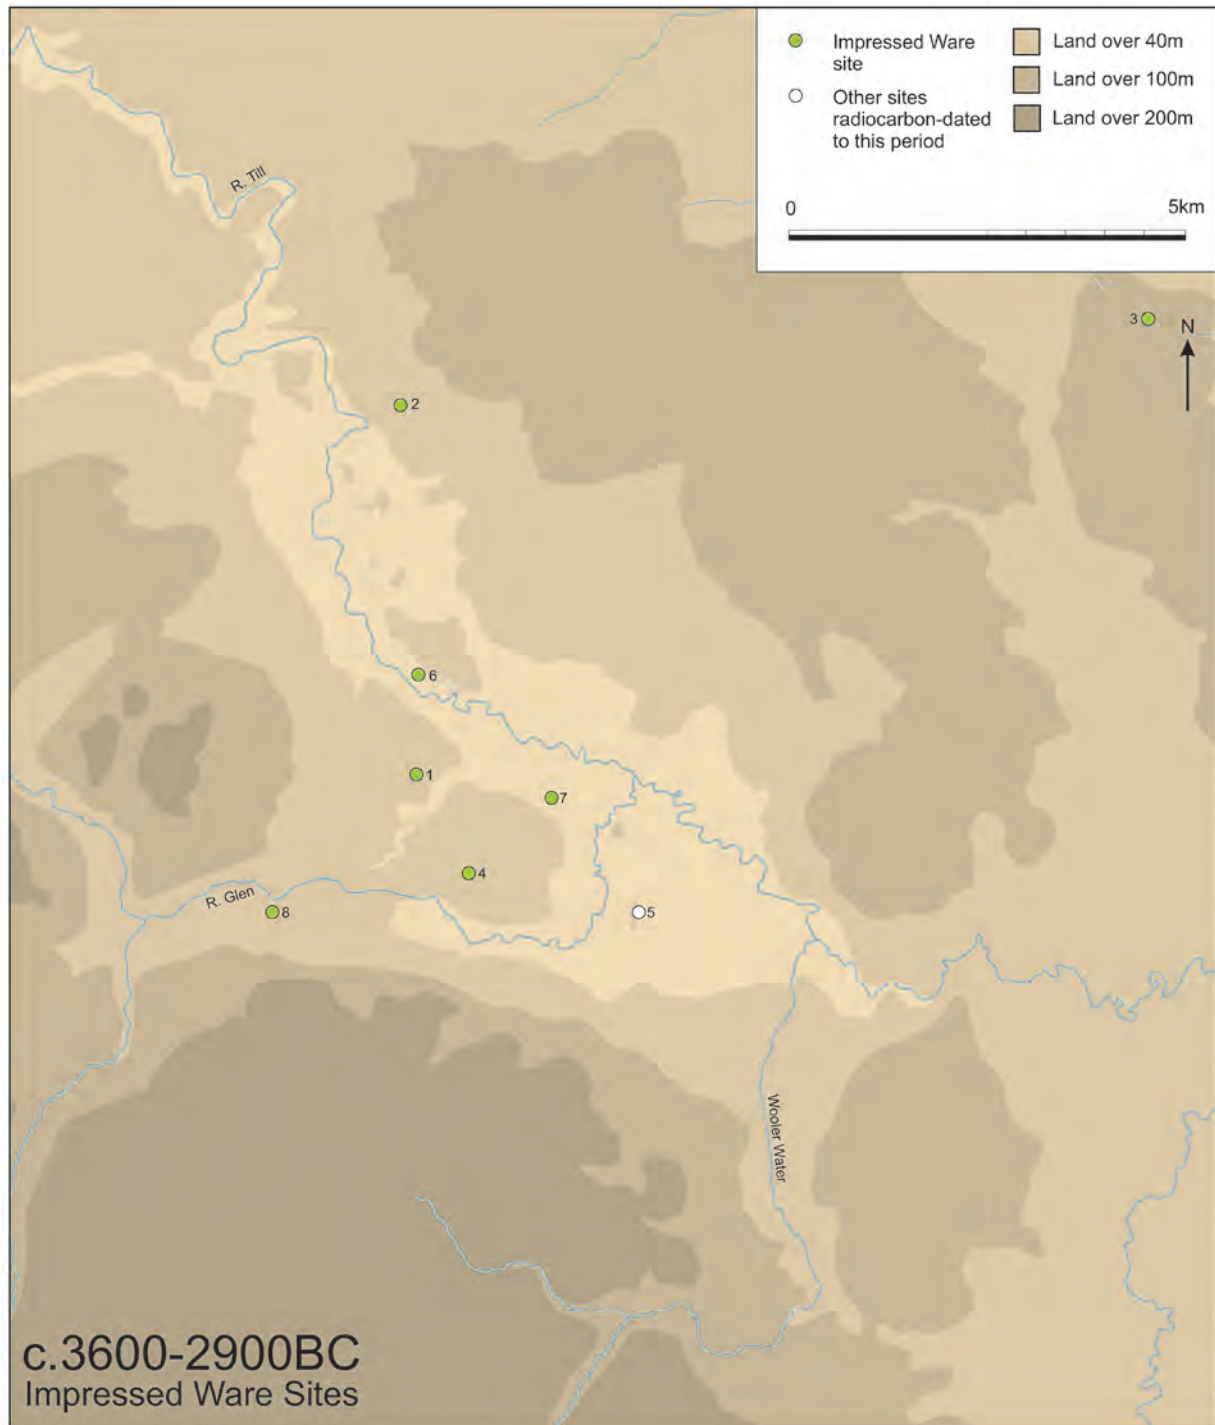 Impressed Ware
site
Other sites
radiocarbon-dated
to this period
Land over 40m
Land over 100m
Land over 200m
0 5km
R. Till
3
N
2
6
1
7
4
R. Glen
8
5
Wooler Water
c.3600-2900BC
Impressed Ware Sites